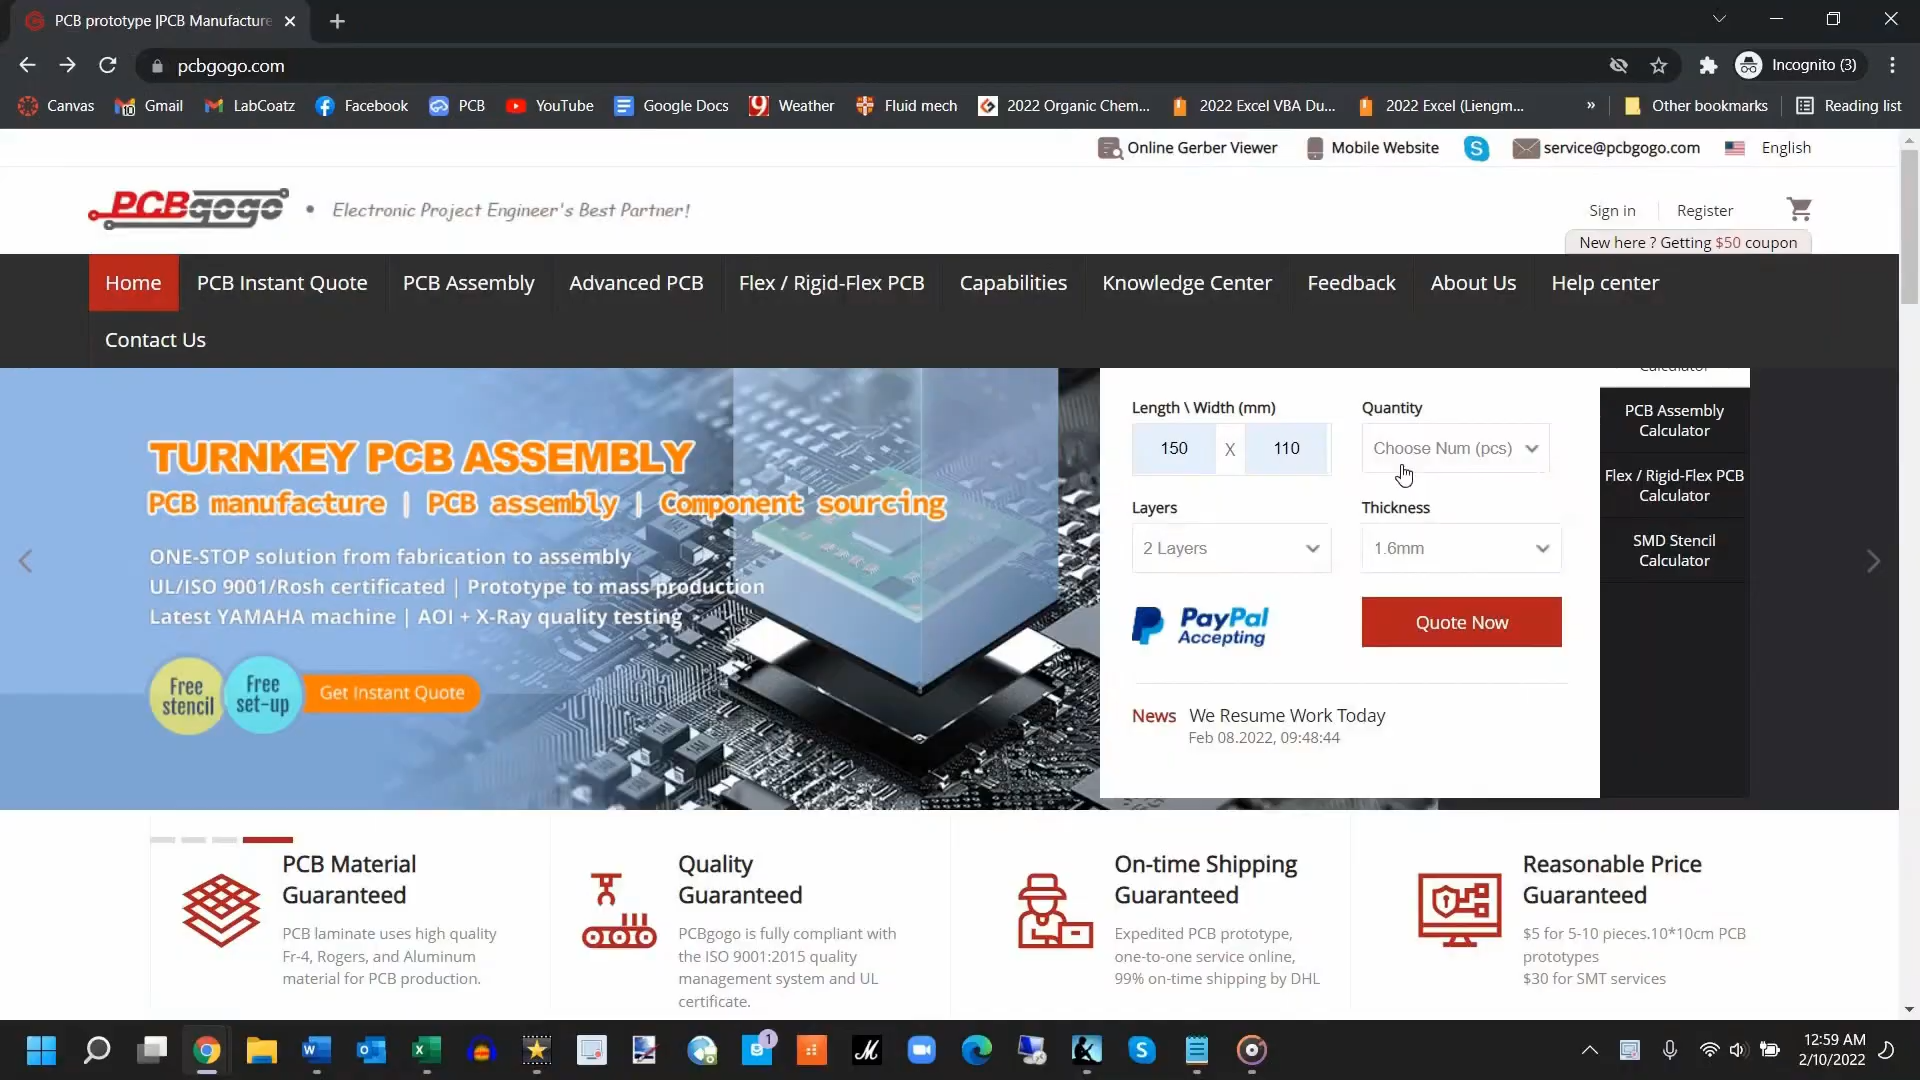 PCB prototype |PCB Manufacture
pcbgogo.com
Incognito (3)
Canvas
Gmail
LabCoatz
Facebook
PCB
YouTube
Google Docs
Weather
Fluid mech
2022 Organic Chem...
2022 Excel VBA Du...
2022 Excel (Liengm...
»
Other bookmarks
Reading list
Online Gerber Viewer
Mobile Website
service@pcbgogo.com
English
PCBgogo
• Electronic Project Engineer's Best Partner!
Sign in
Register
New here ? Getting $50 coupon
Home
PCB Instant Quote
PCB Assembly
Advanced PCB
Flex / Rigid-Flex PCB
Capabilities
Knowledge Center
Feedback
About Us
Help center
Contact Us
TURNKEY PCB ASSEMBLY
PCB manufacture | PCB assembly | Component sourcing
ONE-STOP solution from fabrication to assembly
UL/ISO 9001/Rosh certificated | Prototype to mass production
Latest YAMAHA machine | AOI + X-Ray quality testing
Free
stencil
Free
set-up
Get Instant Quote
Length \ Width (mm)
Quantity
150
X
110
Choose Num (pcs)
Layers
Thickness
2 Layers
1.6mm
PayPal
Accepting
Quote Now
News
We Resume Work Today
Feb 08.2022, 09:48:44
Calculator
PCB Assembly
Calculator
Flex / Rigid-Flex PCB
Calculator
SMD Stencil
Calculator
PCB Material
Guaranteed
PCB laminate uses high quality
Fr-4, Rogers, and Aluminum
material for PCB production.
Quality
Guaranteed
PCBgogo is fully compliant with
the ISO 9001:2015 quality
management system and UL
certificate.
On-time Shipping
Guaranteed
Expedited PCB prototype,
one-to-one service online,
99% on-time shipping by DHL
Reasonable Price
Guaranteed
$5 for 5-10 pieces.10*10cm PCB
prototypes
$30 for SMT services
1
12:59 AM
2/10/2022